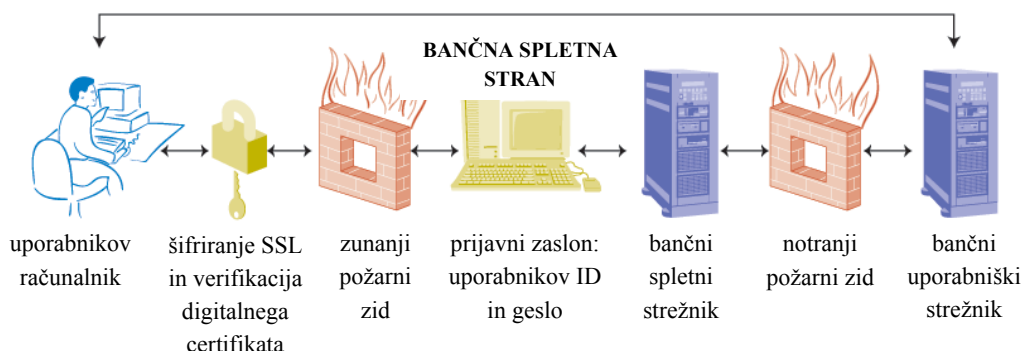 BANČNA SPLETNA
STRAN
uporabnikov
računalnik
šifriranje SSL
in verifikacija
digitalnega
certifikata
zunanji
požarni
zid
prijavni zaslon:
uporabnikov ID
in geslo
bančni
spletni
strežnik
notranji
požarni zid
bančni
uporabniški
strežnik